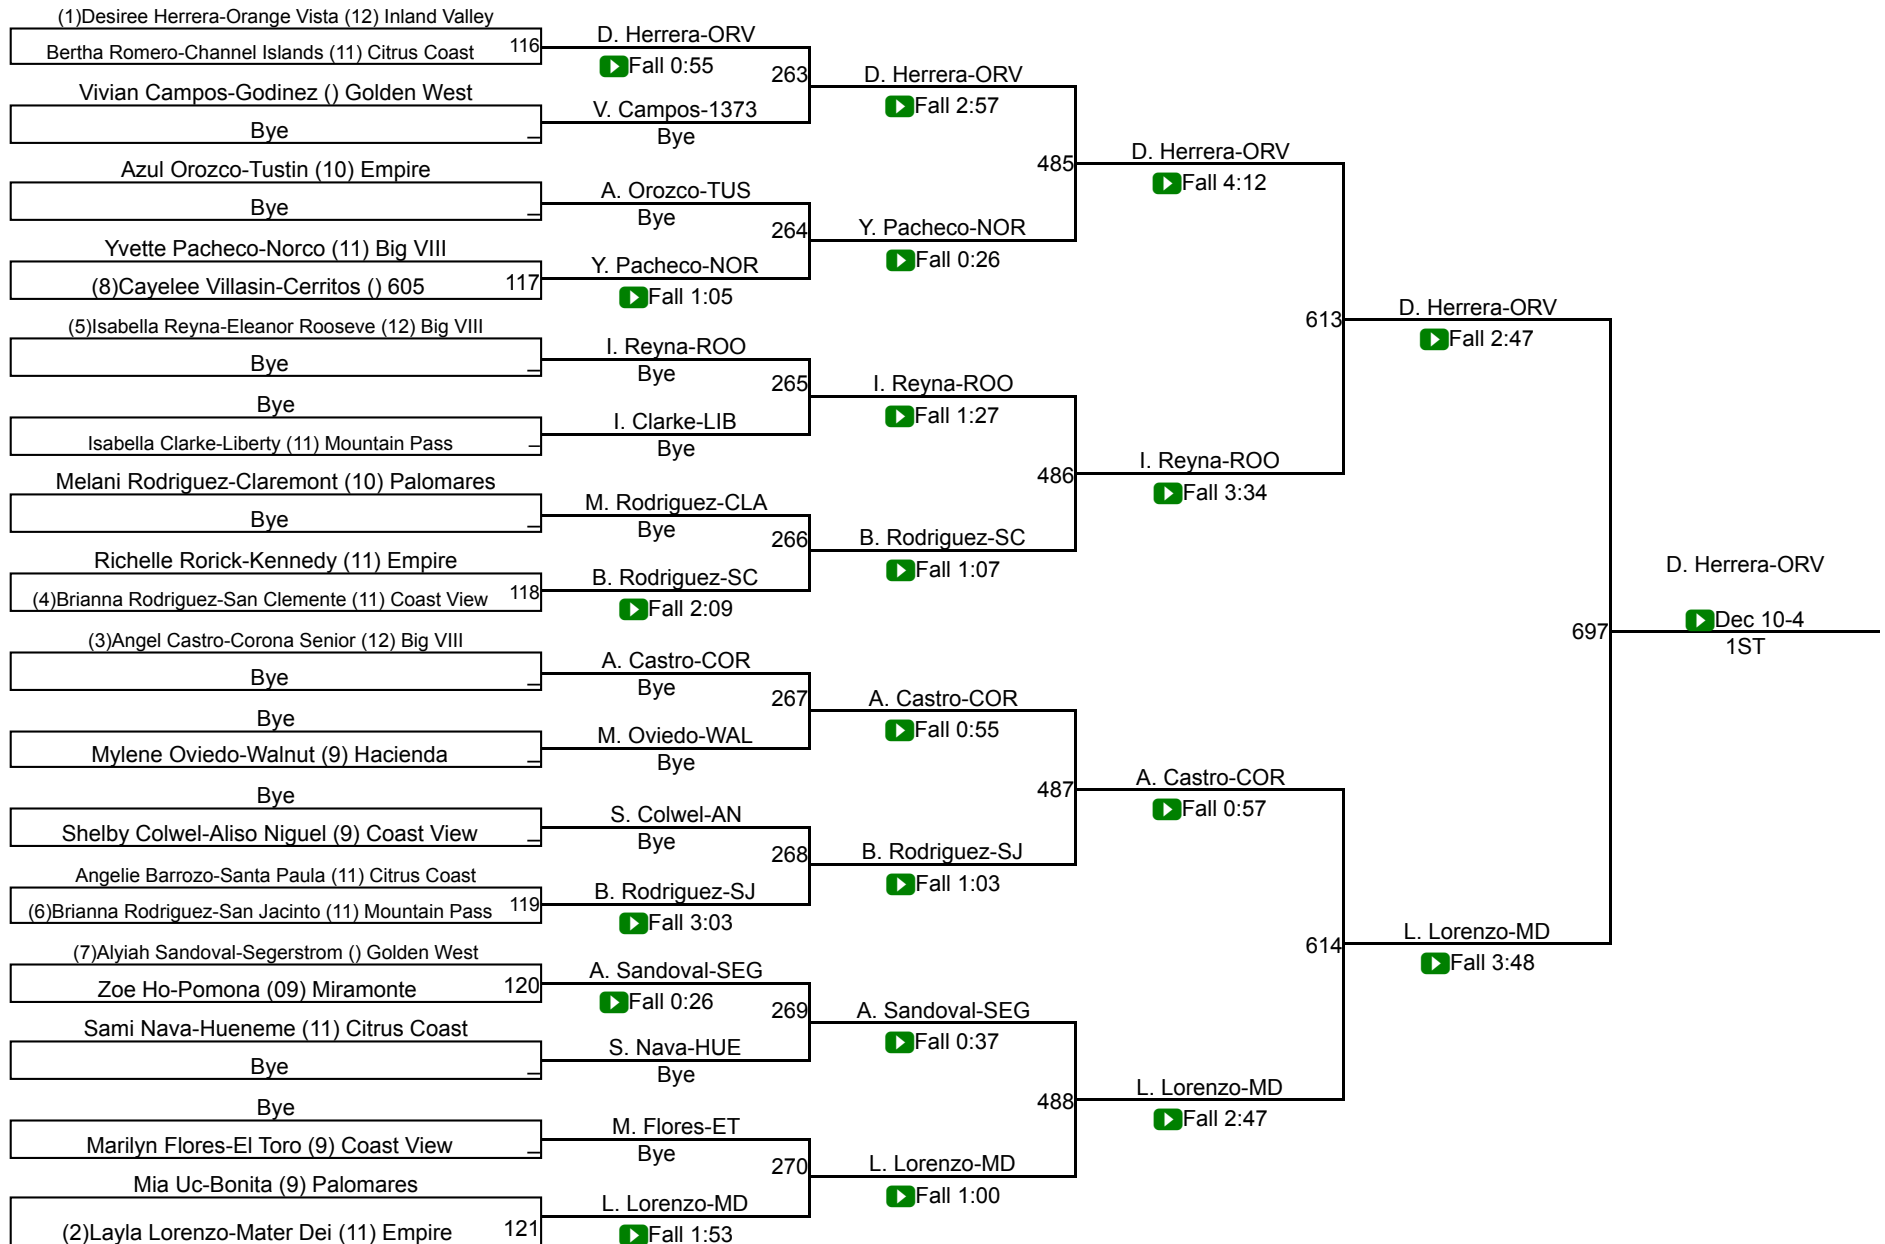 (1)Desiree Herrera-Orange Vista (12) Inland Valley
Bertha Romero-Channel Islands (11) Citrus Coast 116
Vivian Campos-Godinez () Golden West
Bye _
Azul Orozco-Tustin (10) Empire
Bye _
Yvette Pacheco-Norco (11) Big VIII
(8)Cayelee Villasin-Cerritos () 605 117
(5)Isabella Reyna-Eleanor Rooseve (12) Big VIII
Bye _
Bye
Isabella Clarke-Liberty (11) Mountain Pass _
Melani Rodriguez-Claremont (10) Palomares
Bye _
Richelle Rorick-Kennedy (11) Empire
(4)Brianna Rodriguez-San Clemente (11) Coast View 118
(3)Angel Castro-Corona Senior (12) Big VIII
Bye _
Bye
Mylene Oviedo-Walnut (9) Hacienda _
Bye
Shelby Colwel-Aliso Niguel (9) Coast View _
Angelie Barrozo-Santa Paula (11) Citrus Coast
(6)Brianna Rodriguez-San Jacinto (11) Mountain Pass 119
(7)Alyiah Sandoval-Segerstrom () Golden West
Zoe Ho-Pomona (09) Miramonte 120
Sami Nava-Hueneme (11) Citrus Coast
Bye _
Bye
Marilyn Flores-El Toro (9) Coast View _
Mia Uc-Bonita (9) Palomares
(2)Layla Lorenzo-Mater Dei (11) Empire 121
D. Herrera-ORV
Fall 0:55
263
V. Campos-1373
Bye
A. Orozco-TUS
Bye
264
Y. Pacheco-NOR
Fall 1:05
I. Reyna-ROO
Bye
265
I. Clarke-LIB
Bye
M. Rodriguez-CLA
Bye
266
B. Rodriguez-SC
Fall 2:09
A. Castro-COR
Bye
267
M. Oviedo-WAL
Bye
S. Colwel-AN
Bye
268
B. Rodriguez-SJ
Fall 3:03
A. Sandoval-SEG
Fall 0:26
269
S. Nava-HUE
Bye
M. Flores-ET
Bye
270
L. Lorenzo-MD
Fall 1:53
D. Herrera-ORV
Fall 2:57
485
Y. Pacheco-NOR
Fall 0:26
I. Reyna-ROO
Fall 1:27
486
B. Rodriguez-SC
Fall 1:07
A. Castro-COR
Fall 0:55
487
B. Rodriguez-SJ
Fall 1:03
A. Sandoval-SEG
Fall 0:37
488
L. Lorenzo-MD
Fall 1:00
D. Herrera-ORV
Fall 4:12
613
I. Reyna-ROO
Fall 3:34
A. Castro-COR
Fall 0:57
614
L. Lorenzo-MD
Fall 2:47
D. Herrera-ORV
Fall 2:47
697
L. Lorenzo-MD
Fall 3:48
D. Herrera-ORV
Dec 10-4
1ST